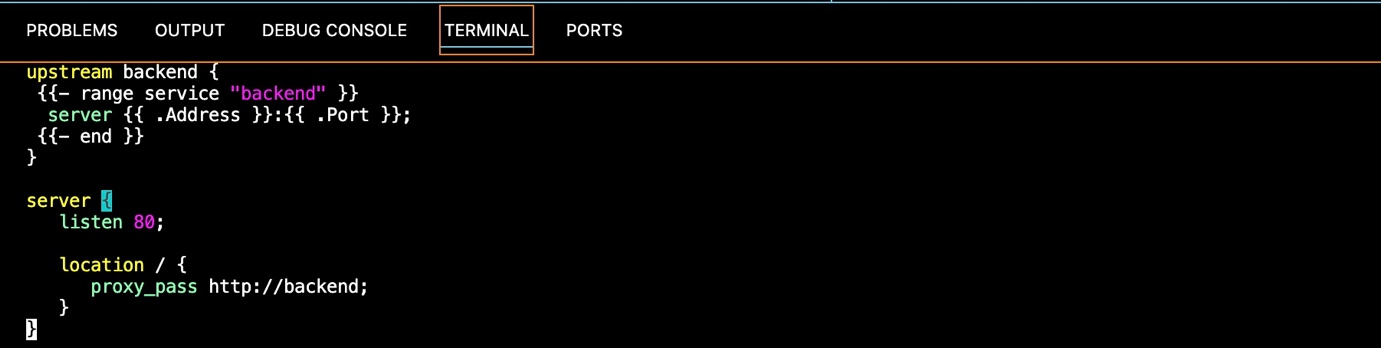 PROBLEMS OUTPUT DEBUG CONSOLE TERMINAL PORTS
upstream backend {
 {{- range service "backend" }}
  server {{ .Address }}:{{ .Port }};
 {{- end }}
}

server {
   listen 80;

   location / {
      proxy_pass http://backend;
   }
}